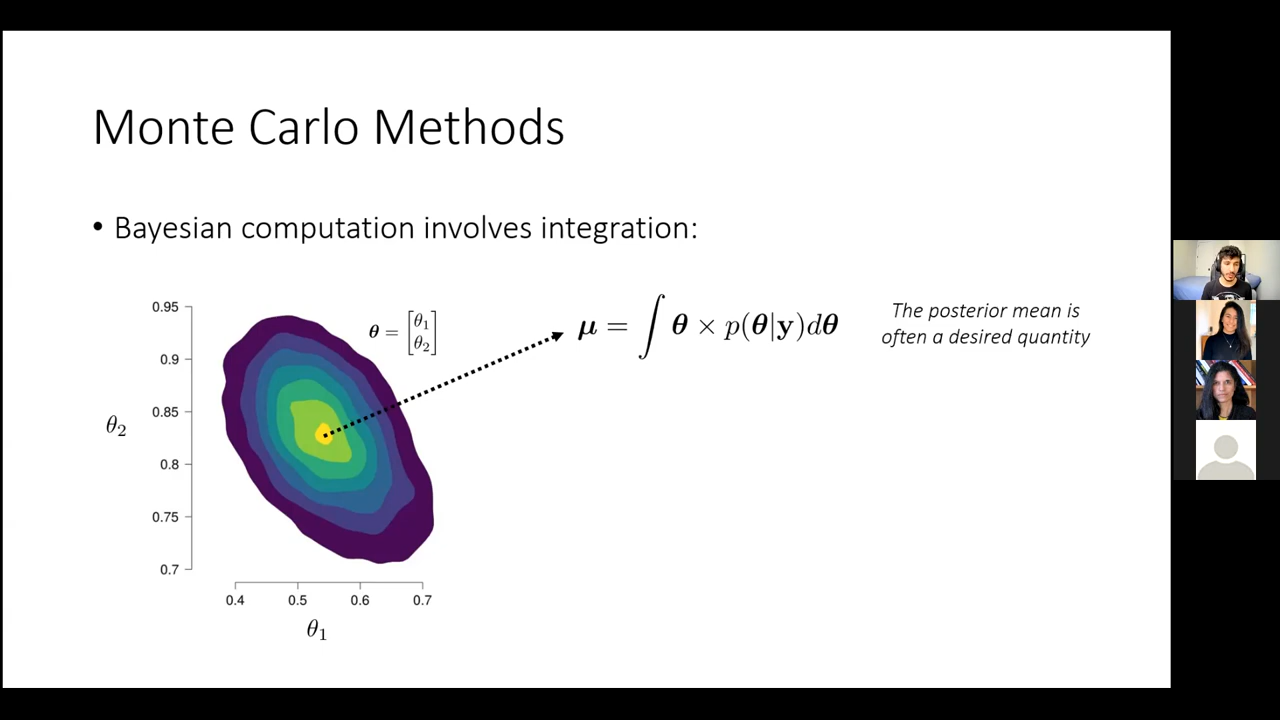 Monte Carlo Methods
• Bayesian computation involves integration:
0.95
0.9
0.85
0.8
0.75
0.7
θ₂
0.4 0.5 0.6 0.7
θ₁
θ = [θ₁ θ₂]
μ = ∫ θ × p(θ|y)dθ
The posterior mean is
often a desired quantity